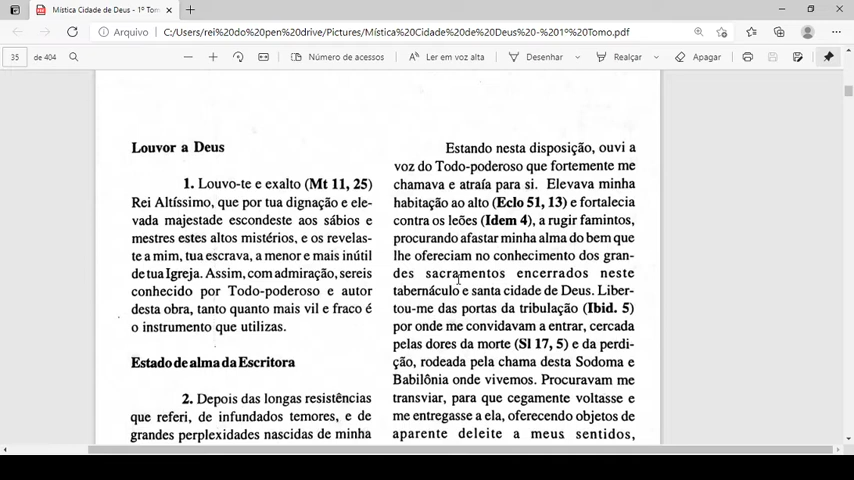 Mística Cidade de Deus - 1º Tomo
Arquivo
C:/Users/rei%20do%20pen%20drive/Pictures/Mística%20Cidade%20de%20Deus%20-%201º%20Tomo.pdf
35 de 404
Número de acessos
Ler em voz alta
Desenhar
Realçar
Apagar
Louvor a Deus
1. Louvo-te e exalto (Mt 11, 25)
Rei Altíssimo, que por tua dignação e ele-
vada majestade escondeste aos sábios e
mestres estes altos mistérios, e os revelas-
te a mim, tua escrava, a menor e mais inútil
de tua Igreja. Assim, com admiração, sereis
conhecido por Todo-poderoso e autor
desta obra, tanto quanto mais vil e fraco é
o instrumento que utilizas.
Estado de alma da Escritora
2. Depois das longas resistências
que referi, de infundados temores, e de
grandes perplexidades nascidas de minha
Estando nesta disposição, ouvi a
voz do Todo-poderoso que fortemente me
chamava e atraía para si. Elevava minha
habitação ao alto (Eclo 51, 13) e fortalecia
contra os leões (Idem 4), a rugir famintos,
procurando afastar minha alma do bem que
lhe ofereciam no conhecimento dos gran-
des sacramentos encerrados neste
tabernáculo e santa cidade de Deus. Liber-
tou-me das portas da tribulação (Ibid. 5)
por onde me convidavam a entrar, cercada
pelas dores da morte (Sl 17, 5) e da perdi-
ção, rodeada pela chama desta Sodoma e
Babilônia onde vivemos. Procuravam me
transviar, para que cegamente voltasse e
me entregasse a ela, oferecendo objetos de
aparente deleite a meus sentidos,